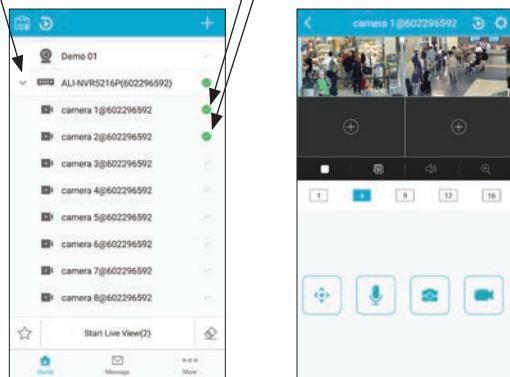 Demo 01
ALI-NVR5216P(602296592)
camera 1@602296592
camera 2@602296592
camera 3@602296592
camera 4@602296592
camera 5@602296592
camera 6@602296592
camera 7@602296592
camera 8@602296592
Start Live View(2)
Home Message More
camera 1@602296592
1 4 9 12 16